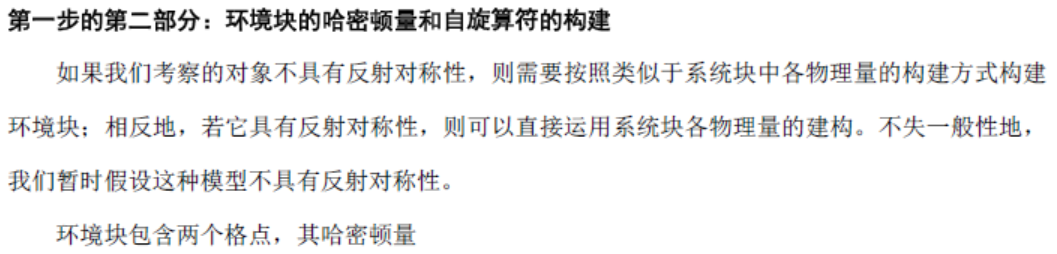 第一步的第二部分：环境块的哈密顿量和自旋算符的构建
如果我们考察的对象不具有反射对称性，则需要按照类似于系统块中各物理量的构建方式构建
环境块；相反地，若它具有反射对称性，则可以直接运用系统块各物理量的建构。不失一般性地，
我们暂时假设这种模型不具有反射对称性。
环境块包含两个格点，其哈密顿量